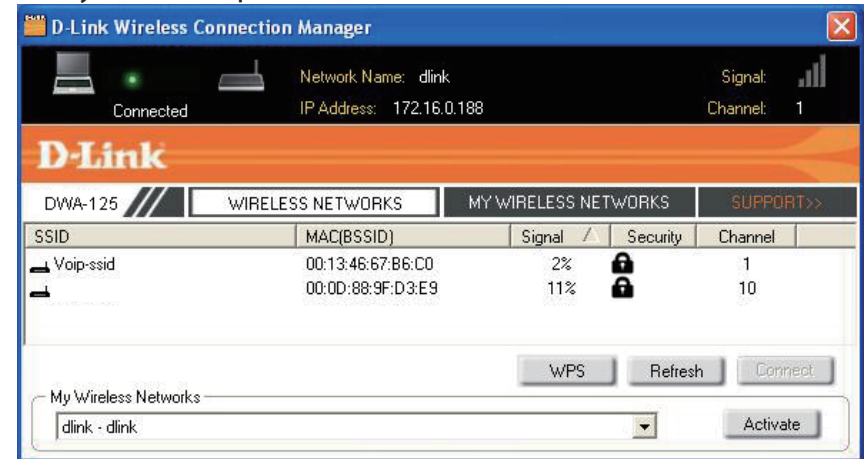 D-Link Wireless Connection Manager
Network Name: dlink Signal:
Connected IP Address: 172.16.0.188 Channel: 1
D-Link
DWA-125 WIRELESS NETWORKS MY WIRELESS NETWORKS SUPPORT>>
SSID MAC(BSSID) Signal Security Channel
Voip-ssid 00:13:46:67:B6:C0 2% 1
00:0D:88:9F:D3:E9 11% 10
WPS Refresh Connect
My Wireless Networks
dlink - dlink Activate